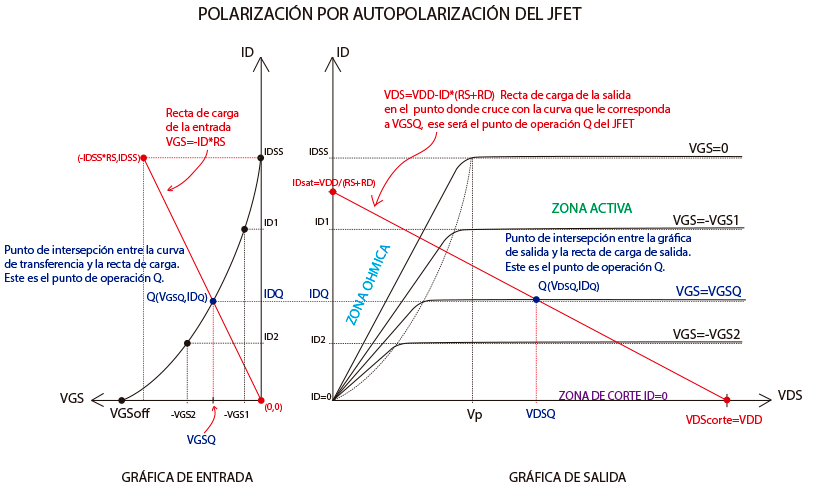 POLARIZACIÓN POR AUTOPOLARIZACIÓN DEL JFET
ID
Recta de carga
de la entrada
VGS=-ID*RS
(-IDSS*RS,IDSS)
IDSS
ID1
Punto de intersepción entre la curva
de transferencia y la recta de carga.
Este es el punto de operación Q.
Q(VGSQ,IDQ)
IDQ
ID2
VGS
VGSoff
-VGS2
-VGS1
(0,0)
VGSQ
GRÁFICA DE ENTRADA
ID
VDS=VDD-ID*(RS+RD) Recta de carga de la salida
en el punto donde cruce con la curva que le corresponda
a VGSQ, ese será el punto de operación Q del JFET
IDSS
VGS=0
IDsat=VDD/(RS+RD)
ZONA ACTIVA
ID1
VGS=-VGS1
ZONA OHMICA
Punto de intersepción entre la gráfica
de salida y la recta de carga de salida.
Este es el punto de operación Q.
Q(VDSQ,IDQ)
IDQ
VGS=VGSQ
ID2
VGS=-VGS2
ID=0
ZONA DE CORTE ID=0
VDS
Vp
VDSQ
VDScorte=VDD
GRÁFICA DE SALIDA